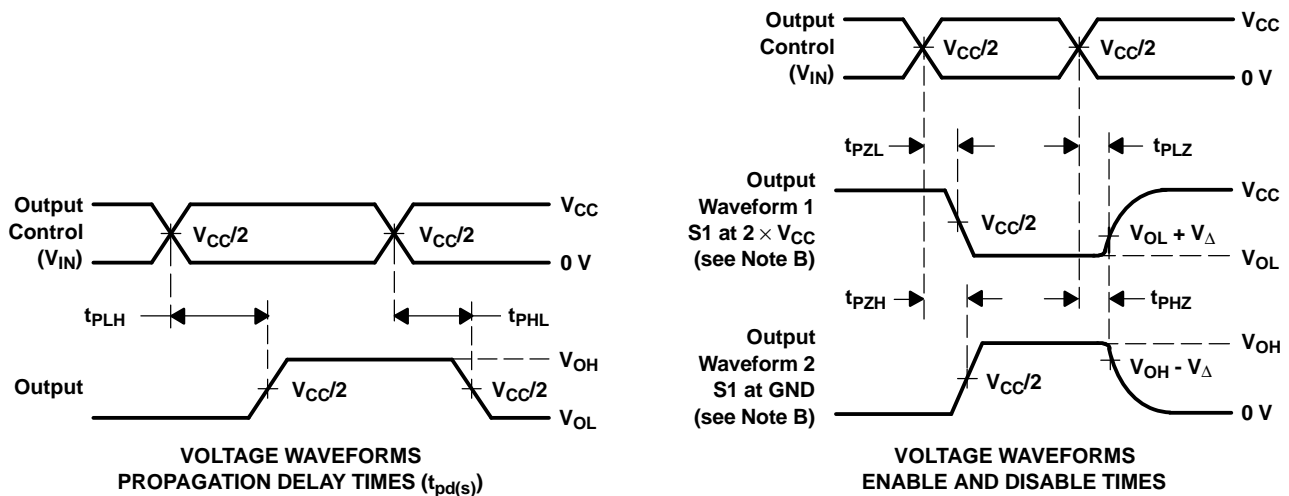 Output
Control
(VIN)
VCC/2
VCC/2
VCC
0 V
tPLH
tPHL
Output
VCC/2
VCC/2
VOH
VOL
VOLTAGE WAVEFORMS
PROPAGATION DELAY TIMES (tpd(s))
Output
Control
(VIN)
VCC/2
VCC/2
VCC
0 V
tPZL
tPLZ
Output
Waveform 1
S1 at 2 × VCC
(see Note B)
VCC/2
VCC
VOL + VΔ
VOL
tPZH
tPHZ
Output
Waveform 2
S1 at GND
(see Note B)
VCC/2
VOH
VOH - VΔ
0 V
VOLTAGE WAVEFORMS
ENABLE AND DISABLE TIMES